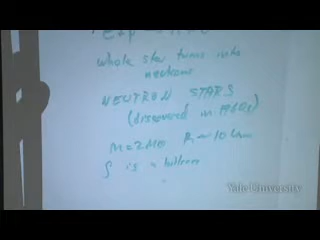 whole star turns into
neutrons
NEUTRON STARS
(discovered in 1960s)
M=2M⊙ R~10 km
ρ is a billion
Yale University